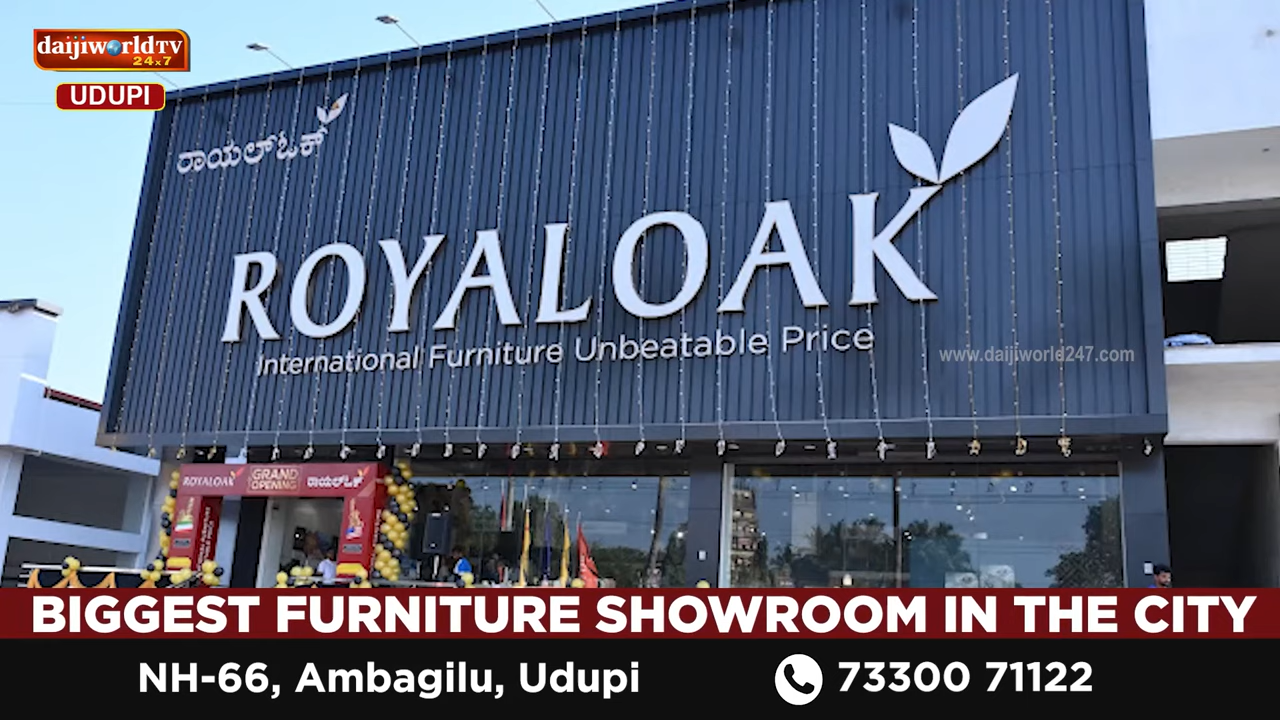 daijiworldTV
24x7
UDUPI
ರಾಯಲ್‌ಓಕ್
ROYALOAK
International Furniture Unbeatable Price
www.daijiworld247.com
ROYALOAK
GRAND
OPENING
ರಾಯಲ್‌ಓಕ್
BIGGEST FURNITURE SHOWROOM IN THE CITY
NH-66, Ambagilu, Udupi
73300 71122